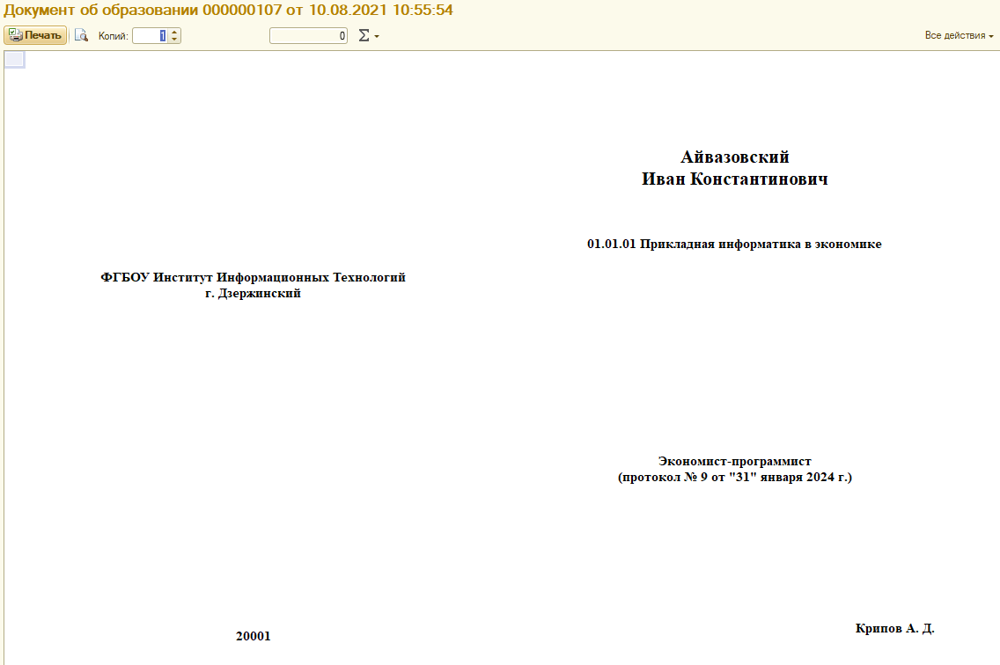 Документ об образовании 000000107 от 10.08.2021 10:55:54
Печать Копий: 1 0 Σ Все действия
Айвазовский
Иван Константинович
01.01.01 Прикладная информатика в экономике
ФГБОУ Институт Информационных Технологий
г. Дзержинский
Экономист-программист
(протокол № 9 от "31" января 2024 г.)
20001
Крипов А. Д.